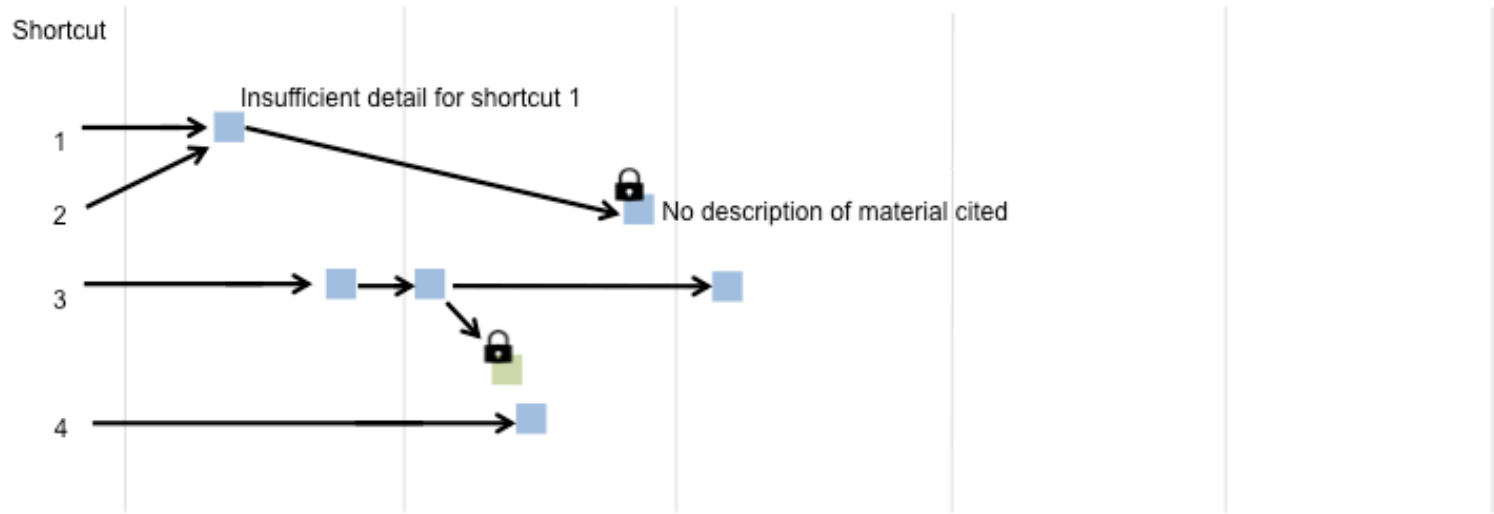 Shortcut
Insufficient detail for shortcut 1
1
2
No description of material cited
3
4